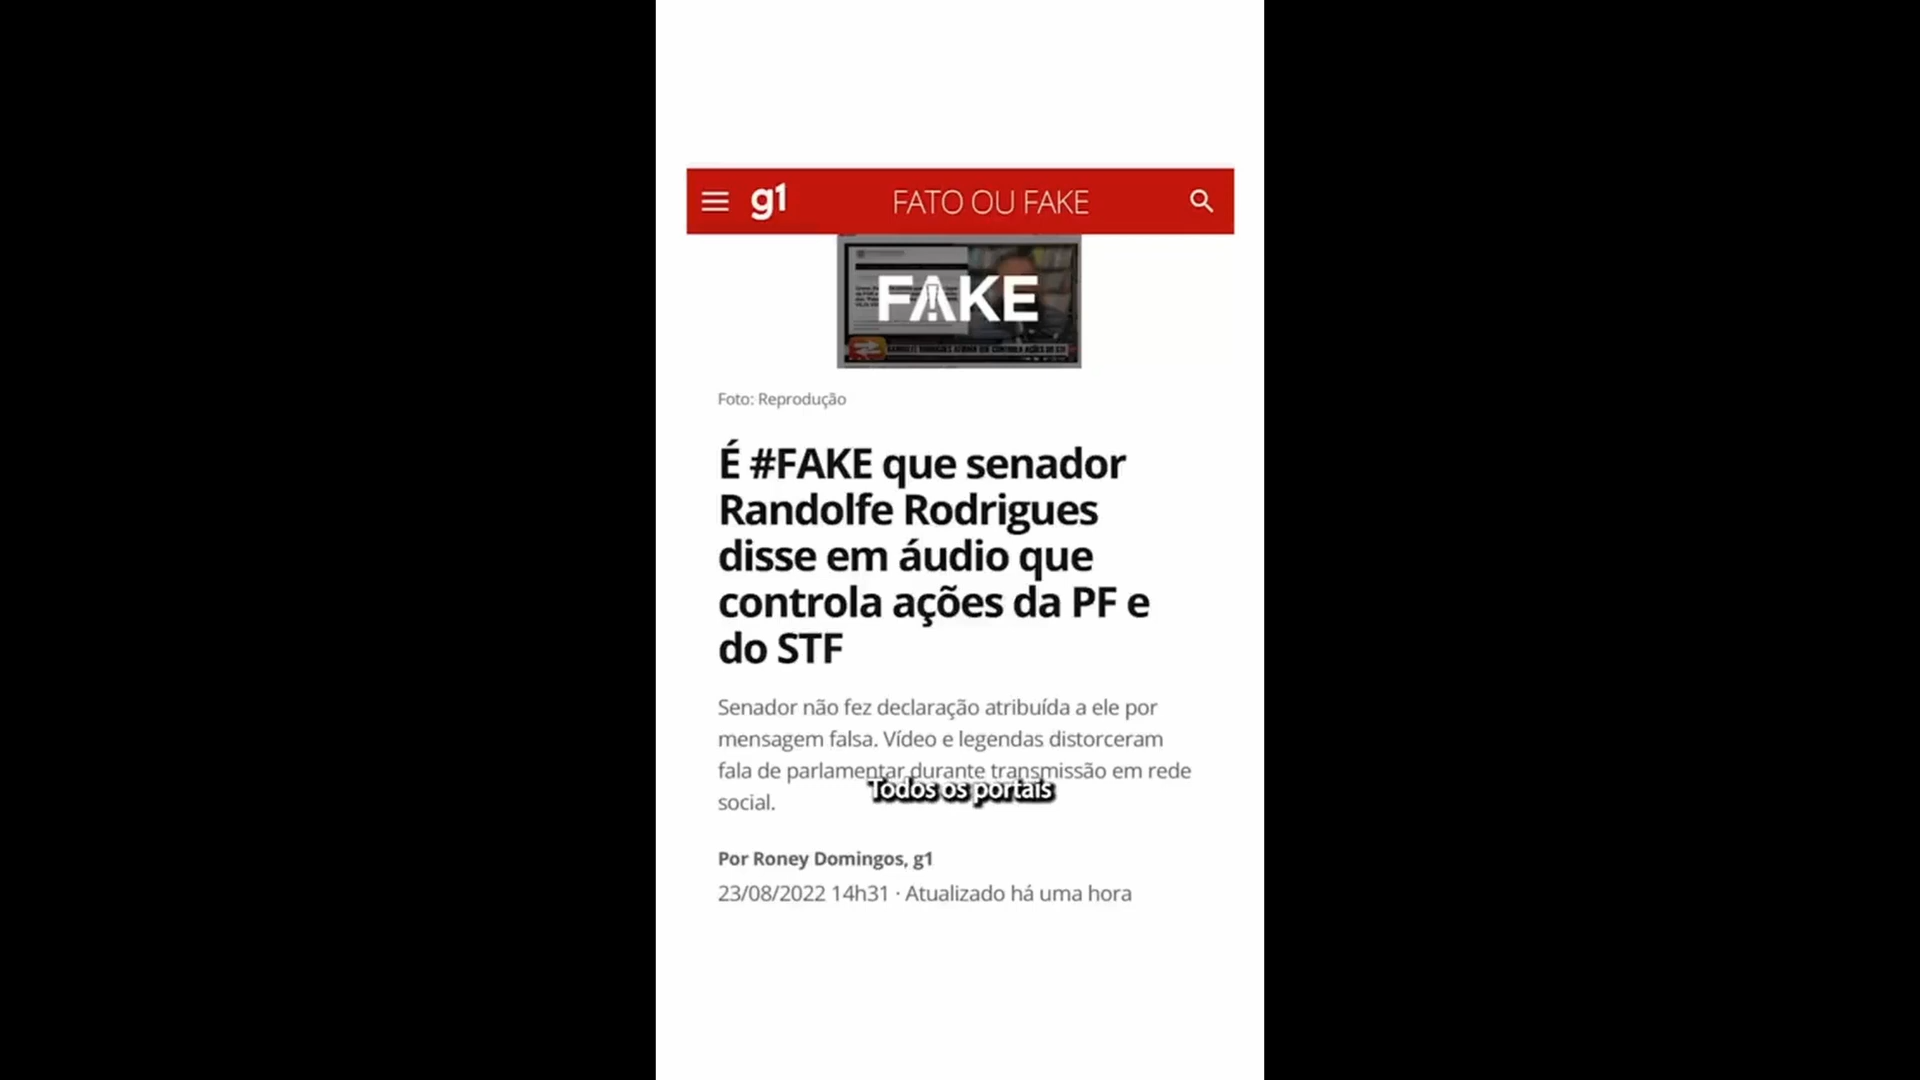 g1 FATO OU FAKE
FAKE
Foto: Reprodução
É #FAKE que senador
Randolfe Rodrigues
disse em áudio que
controla ações da PF e
do STF
Senador não fez declaração atribuída a ele por
mensagem falsa. Vídeo e legendas distorceram
fala de parlamentar durante transmissão em rede
social.
Todos os portais
Por Roney Domingos, g1
23/08/2022 14h31 · Atualizado há uma hora